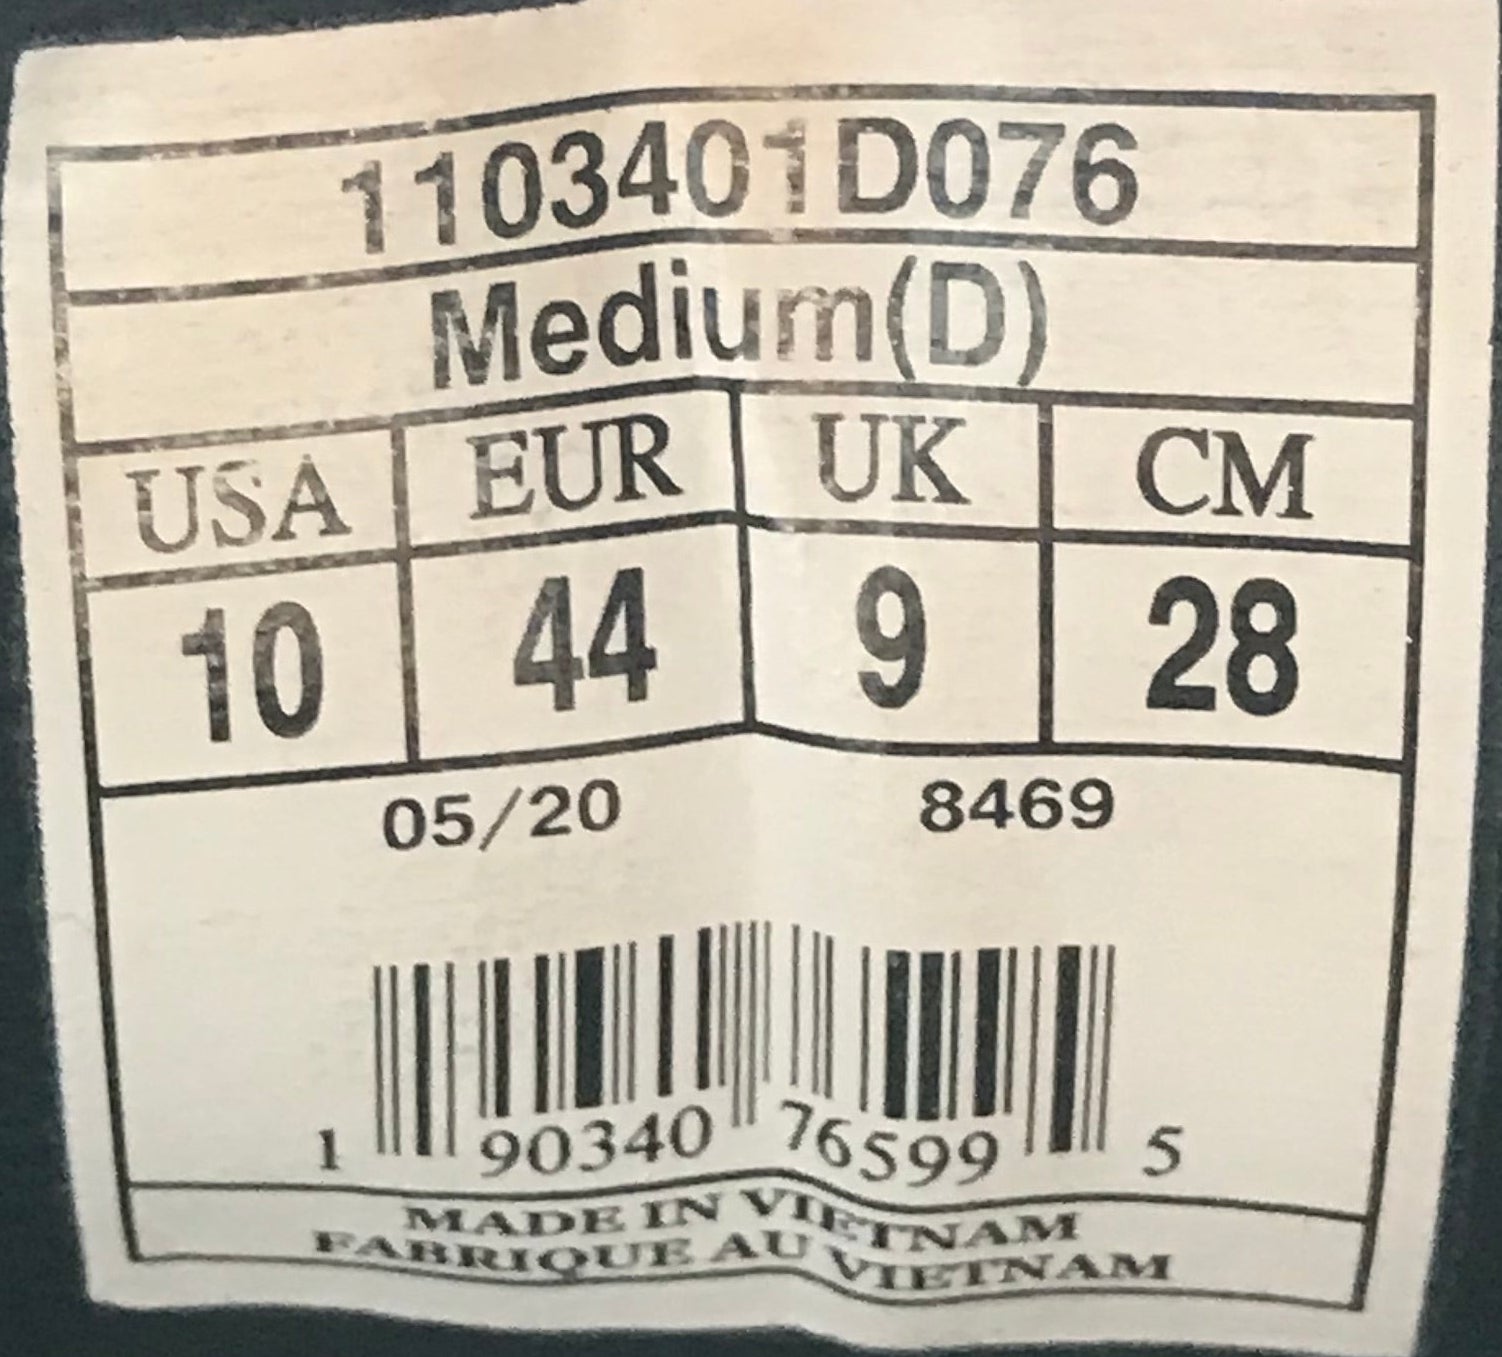 1103401D076
Medium(D)
USA EUR UK CM
10 44 9 28
05/20 8469
1 90340 76599 5
MADE IN VIETNAM
FABRIQUE AU VIETNAM